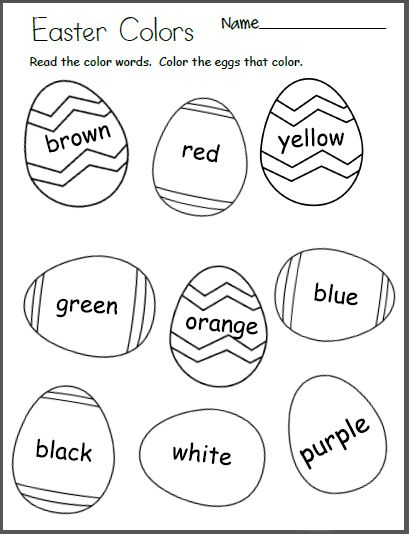 Easter Colors Name
Read the color words. Color the eggs that color.
brown
red
yellow
green
orange
blue
black
white
purple